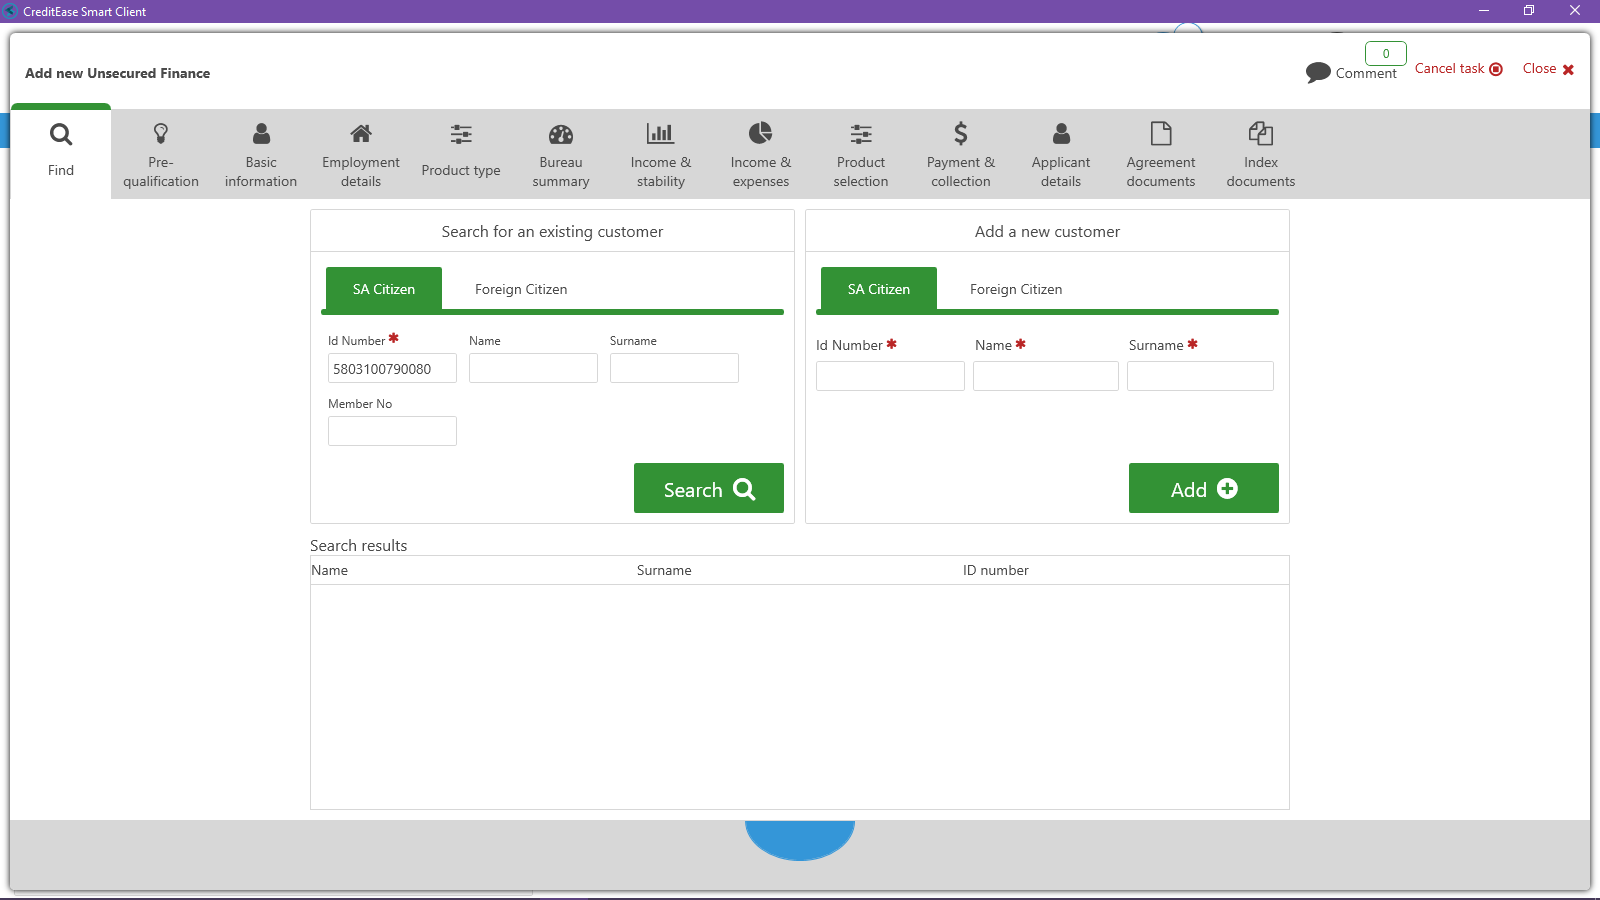 CreditEase Smart Client
Add new Unsecured Finance
0
Comment
Cancel task
Close
Find
Pre-
qualification
Basic
information
Employment
details
Product type
Bureau
summary
Income &
stability
Income &
expenses
Product
selection
Payment &
collection
Applicant
details
Agreement
documents
Index
documents
Search for an existing customer
SA Citizen
Foreign Citizen
Id Number *
Name
Surname
5803100790080
Member No
Search
Add a new customer
SA Citizen
Foreign Citizen
Id Number *
Name *
Surname *
Add
Search results
Name
Surname
ID number